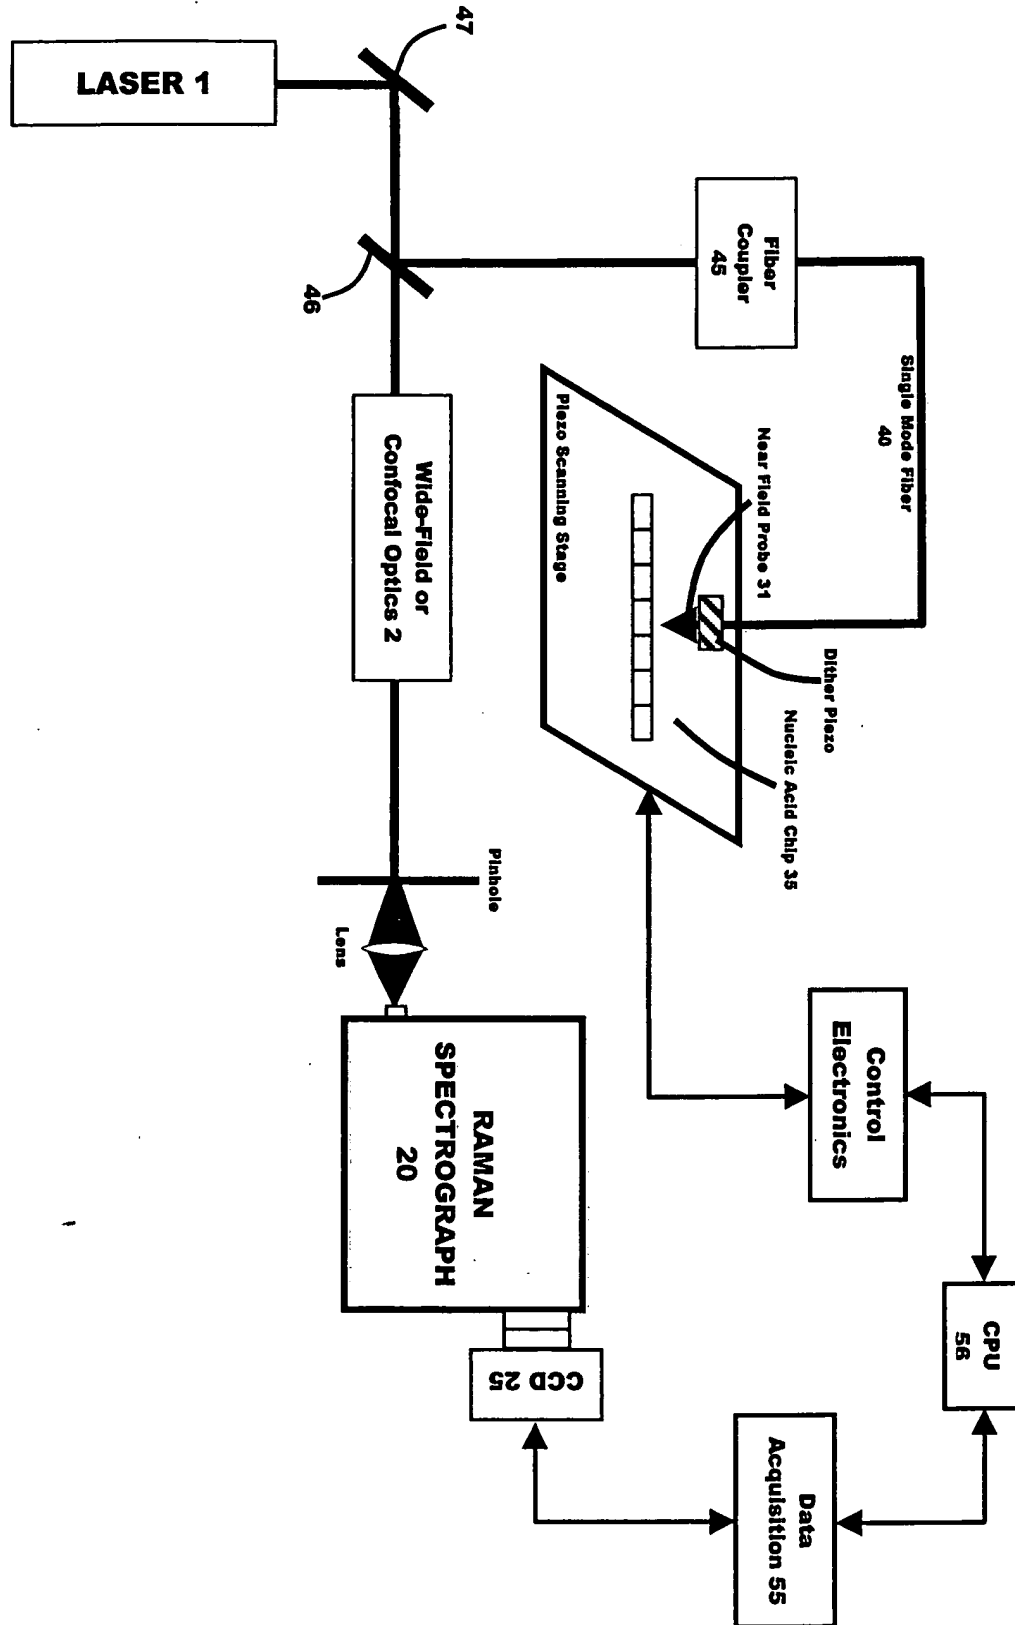 LASER 1
47
46
Fiber
Coupler
45
Single Mode Fiber
40
Near Field Probe 31
Dither Piezo
Nucleic Acid Chip 35
Piezo Scanning Stage
Wide-Field or
Confocal Optics 2
Pinhole
Lens
RAMAN
SPECTROGRAPH
20
CCD 25
Control
Electronics
CPU
56
Data
Acquisition 55